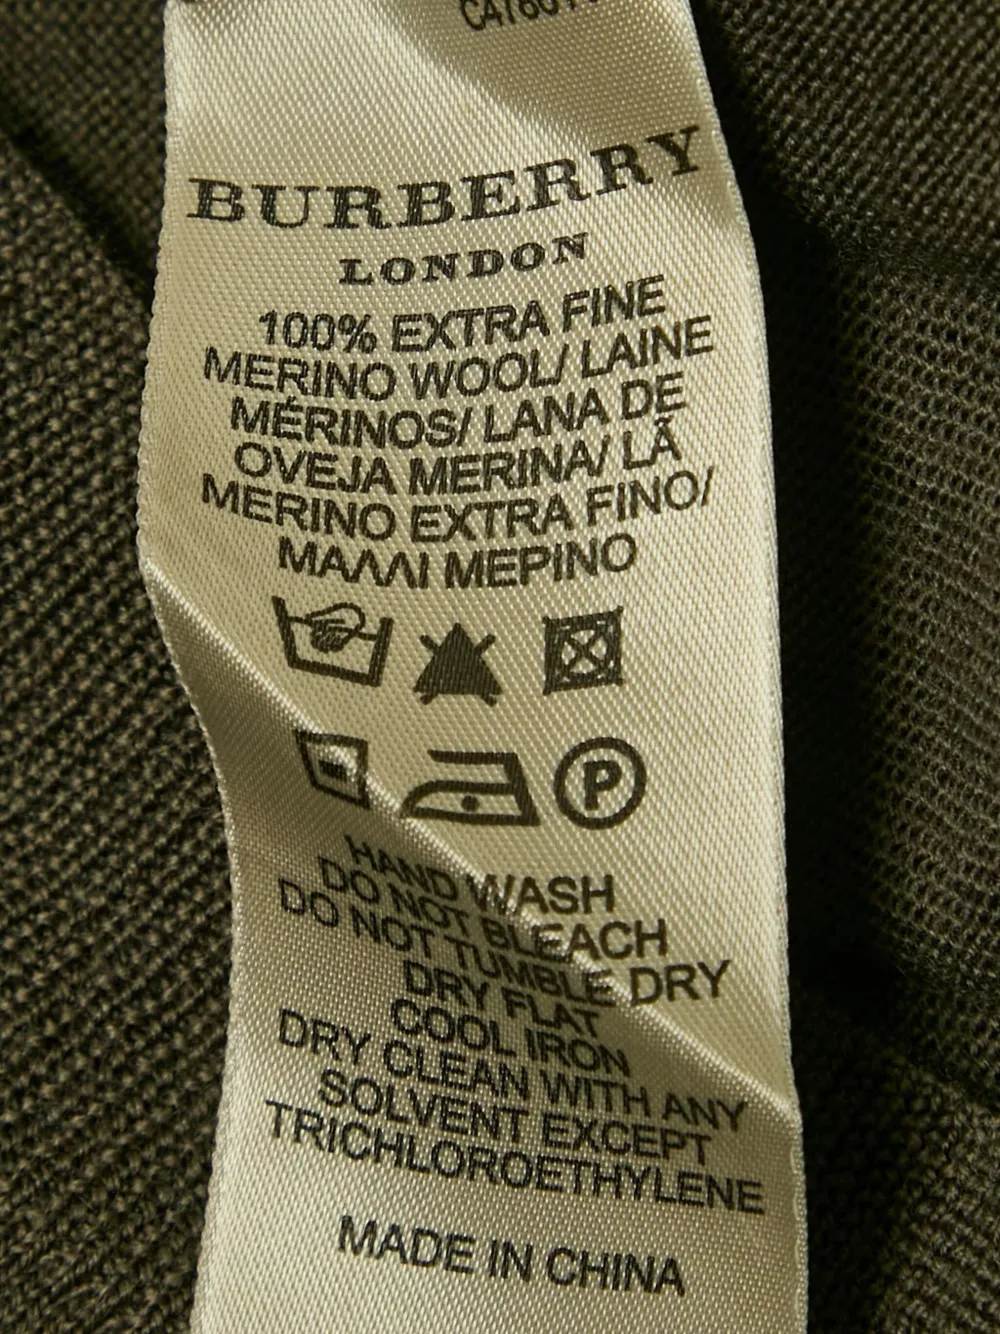 BURBERRY
LONDON
100% EXTRA FINE
MERINO WOOL/ LAINE
MÉRINOS/ LANA DE
OVEJA MERINA/ LÃ
MERINO EXTRA FINO/
ΜΑΛΛΙ ΜΕΡΙΝΟ
P
HAND WASH
DO NOT BLEACH
DO NOT TUMBLE DRY
DRY FLAT
COOL IRON
DRY CLEAN WITH ANY
SOLVENT EXCEPT
TRICHLOROETHYLENE
MADE IN CHINA